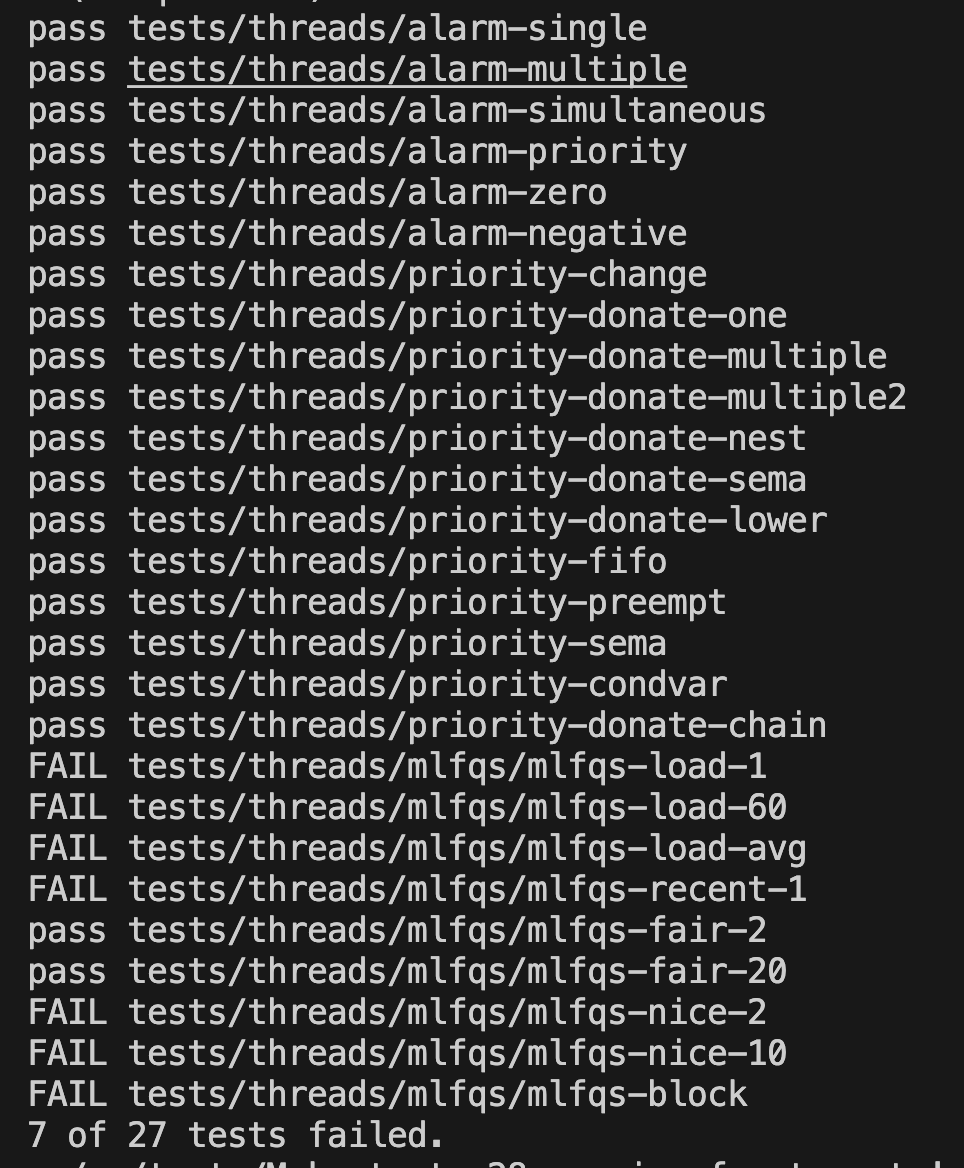 pass tests/threads/alarm-single
pass tests/threads/alarm-multiple
pass tests/threads/alarm-simultaneous
pass tests/threads/alarm-priority
pass tests/threads/alarm-zero
pass tests/threads/alarm-negative
pass tests/threads/priority-change
pass tests/threads/priority-donate-one
pass tests/threads/priority-donate-multiple
pass tests/threads/priority-donate-multiple2
pass tests/threads/priority-donate-nest
pass tests/threads/priority-donate-sema
pass tests/threads/priority-donate-lower
pass tests/threads/priority-fifo
pass tests/threads/priority-preempt
pass tests/threads/priority-sema
pass tests/threads/priority-condvar
pass tests/threads/priority-donate-chain
FAIL tests/threads/mlfqs/mlfqs-load-1
FAIL tests/threads/mlfqs/mlfqs-load-60
FAIL tests/threads/mlfqs/mlfqs-load-avg
FAIL tests/threads/mlfqs/mlfqs-recent-1
pass tests/threads/mlfqs/mlfqs-fair-2
pass tests/threads/mlfqs/mlfqs-fair-20
FAIL tests/threads/mlfqs/mlfqs-nice-2
FAIL tests/threads/mlfqs/mlfqs-nice-10
FAIL tests/threads/mlfqs/mlfqs-block
7 of 27 tests failed.